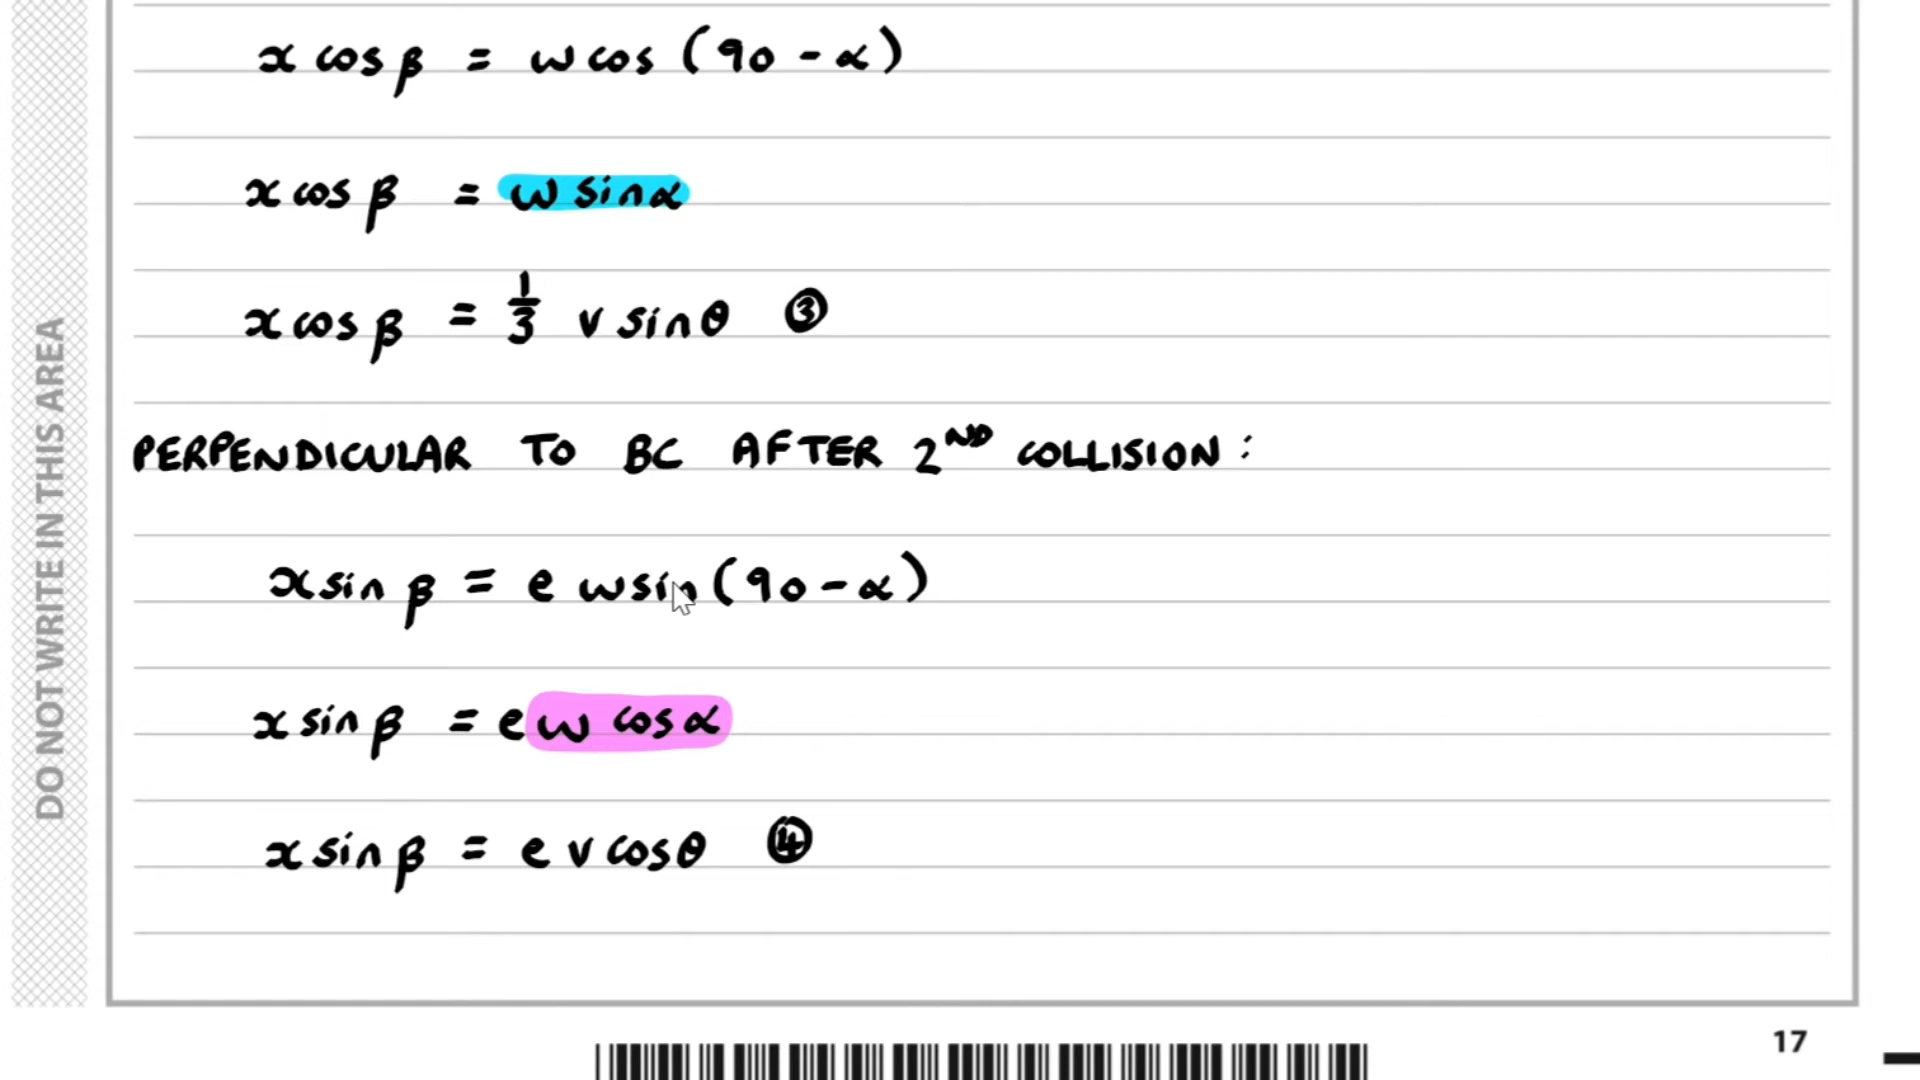 x cos β = w cos (90 - α)
x cos β = w sin α
x cos β = 1/3 v sin θ ③
PERPENDICULAR TO BC AFTER 2ND COLLISION:
x sin β = e w sin (90 - α)
x sin β = e w cos α
x sin β = e v cos θ ④
DO NOT WRITE IN THIS AREA
17